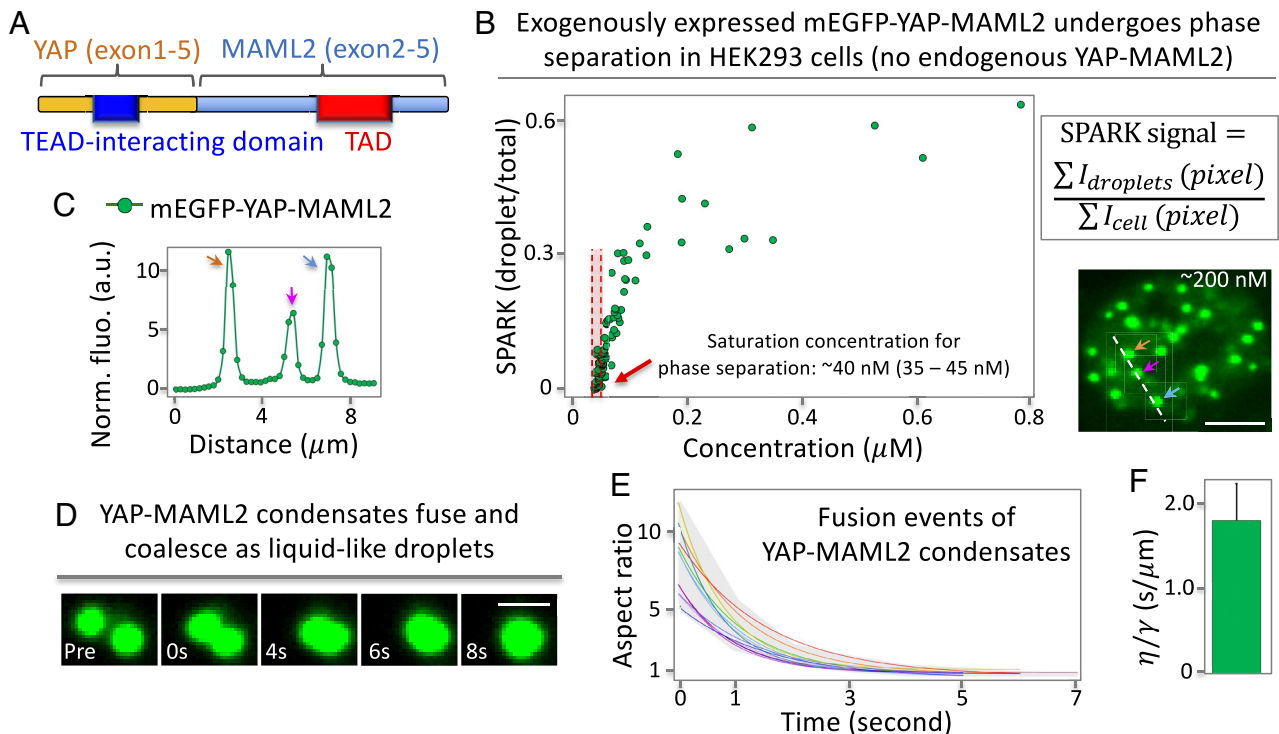 A
YAP (exon1-5) MAML2 (exon2-5)
TEAD-interacting domain TAD
B
Exogenously expressed mEGFP-YAP-MAML2 undergoes phase
separation in HEK293 cells (no endogenous YAP-MAML2)
SPARK (droplet/total)
0.6
0.3
0
Saturation concentration for
phase separation: ~40 nM (35 – 45 nM)
0 0.2 0.4 0.6 0.8
Concentration (μM)
SPARK signal =
∑ I_droplets (pixel)
∑ I_cell (pixel)
~200 nM
C
mEGFP-YAP-MAML2
Norm. fluo. (a.u.)
10
5
0
0 4 8
Distance (μm)
D
YAP-MAML2 condensates fuse and
coalesce as liquid-like droplets
Pre 0s 4s 6s 8s
E
Fusion events of
YAP-MAML2 condensates
Aspect ratio
10
5
1
0 1 3 5 7
Time (second)
F
η/γ (s/μm)
2.0
1.0
0